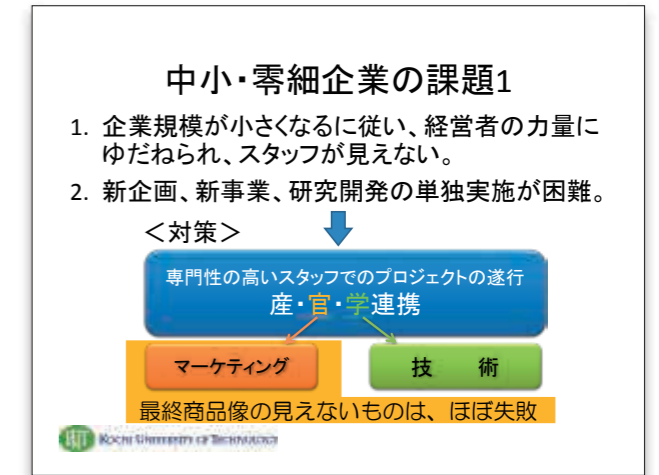 中小・零細企業の課題1
1. 企業規模が小さくなるに従い、経営者の力量に
ゆだねられ、スタッフが見えない。
2. 新企画、新事業、研究開発の単独実施が困難。
＜対策＞
専門性の高いスタッフでのプロジェクトの遂行
産・官・学連携
マーケティング
技　　術
最終商品像の見えないものは、ほぼ失敗
KOCHI UNIVERSITY OF TECHNOLOGY